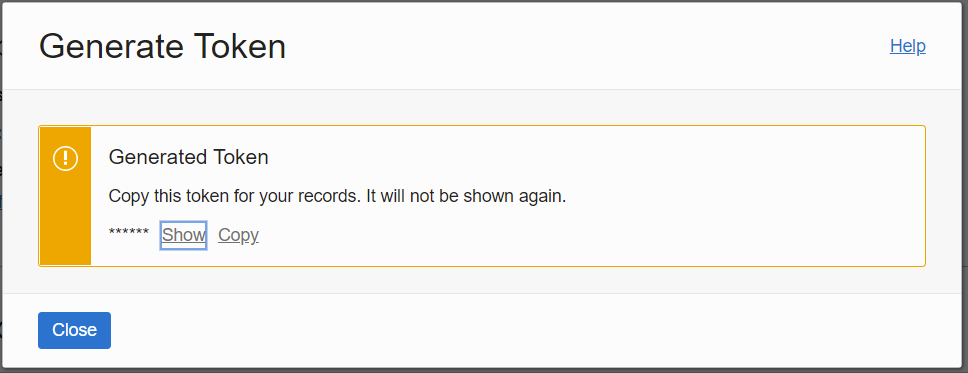 Generate Token
Help
Generated Token
Copy this token for your records. It will not be shown again.
****** Show Copy
Close